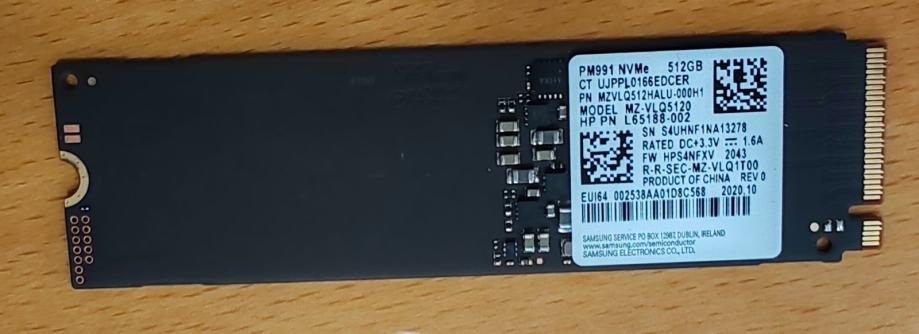 PM991 NVMe 512GB
CT UJPPL0166EDCER
PN MZVLQ512HALU-000H1
MODEL MZ-VLQ5120
HP PN L65188-002
SN S4UHNF1NA13278
RATED DC+3.3V ⎓ 1.6A
FW HPS4NFXV 2043
R-R-SEC-MZ-VLQ1T00
PRODUCT OF CHINA REV 0
EUI64 002538AA01D8C568 2020.10
SAMSUNG SERVICE PO BOX 12987, DUBLIN, IRELAND
www.samsung.com/semiconductor
SAMSUNG ELECTRONICS CO., LTD.